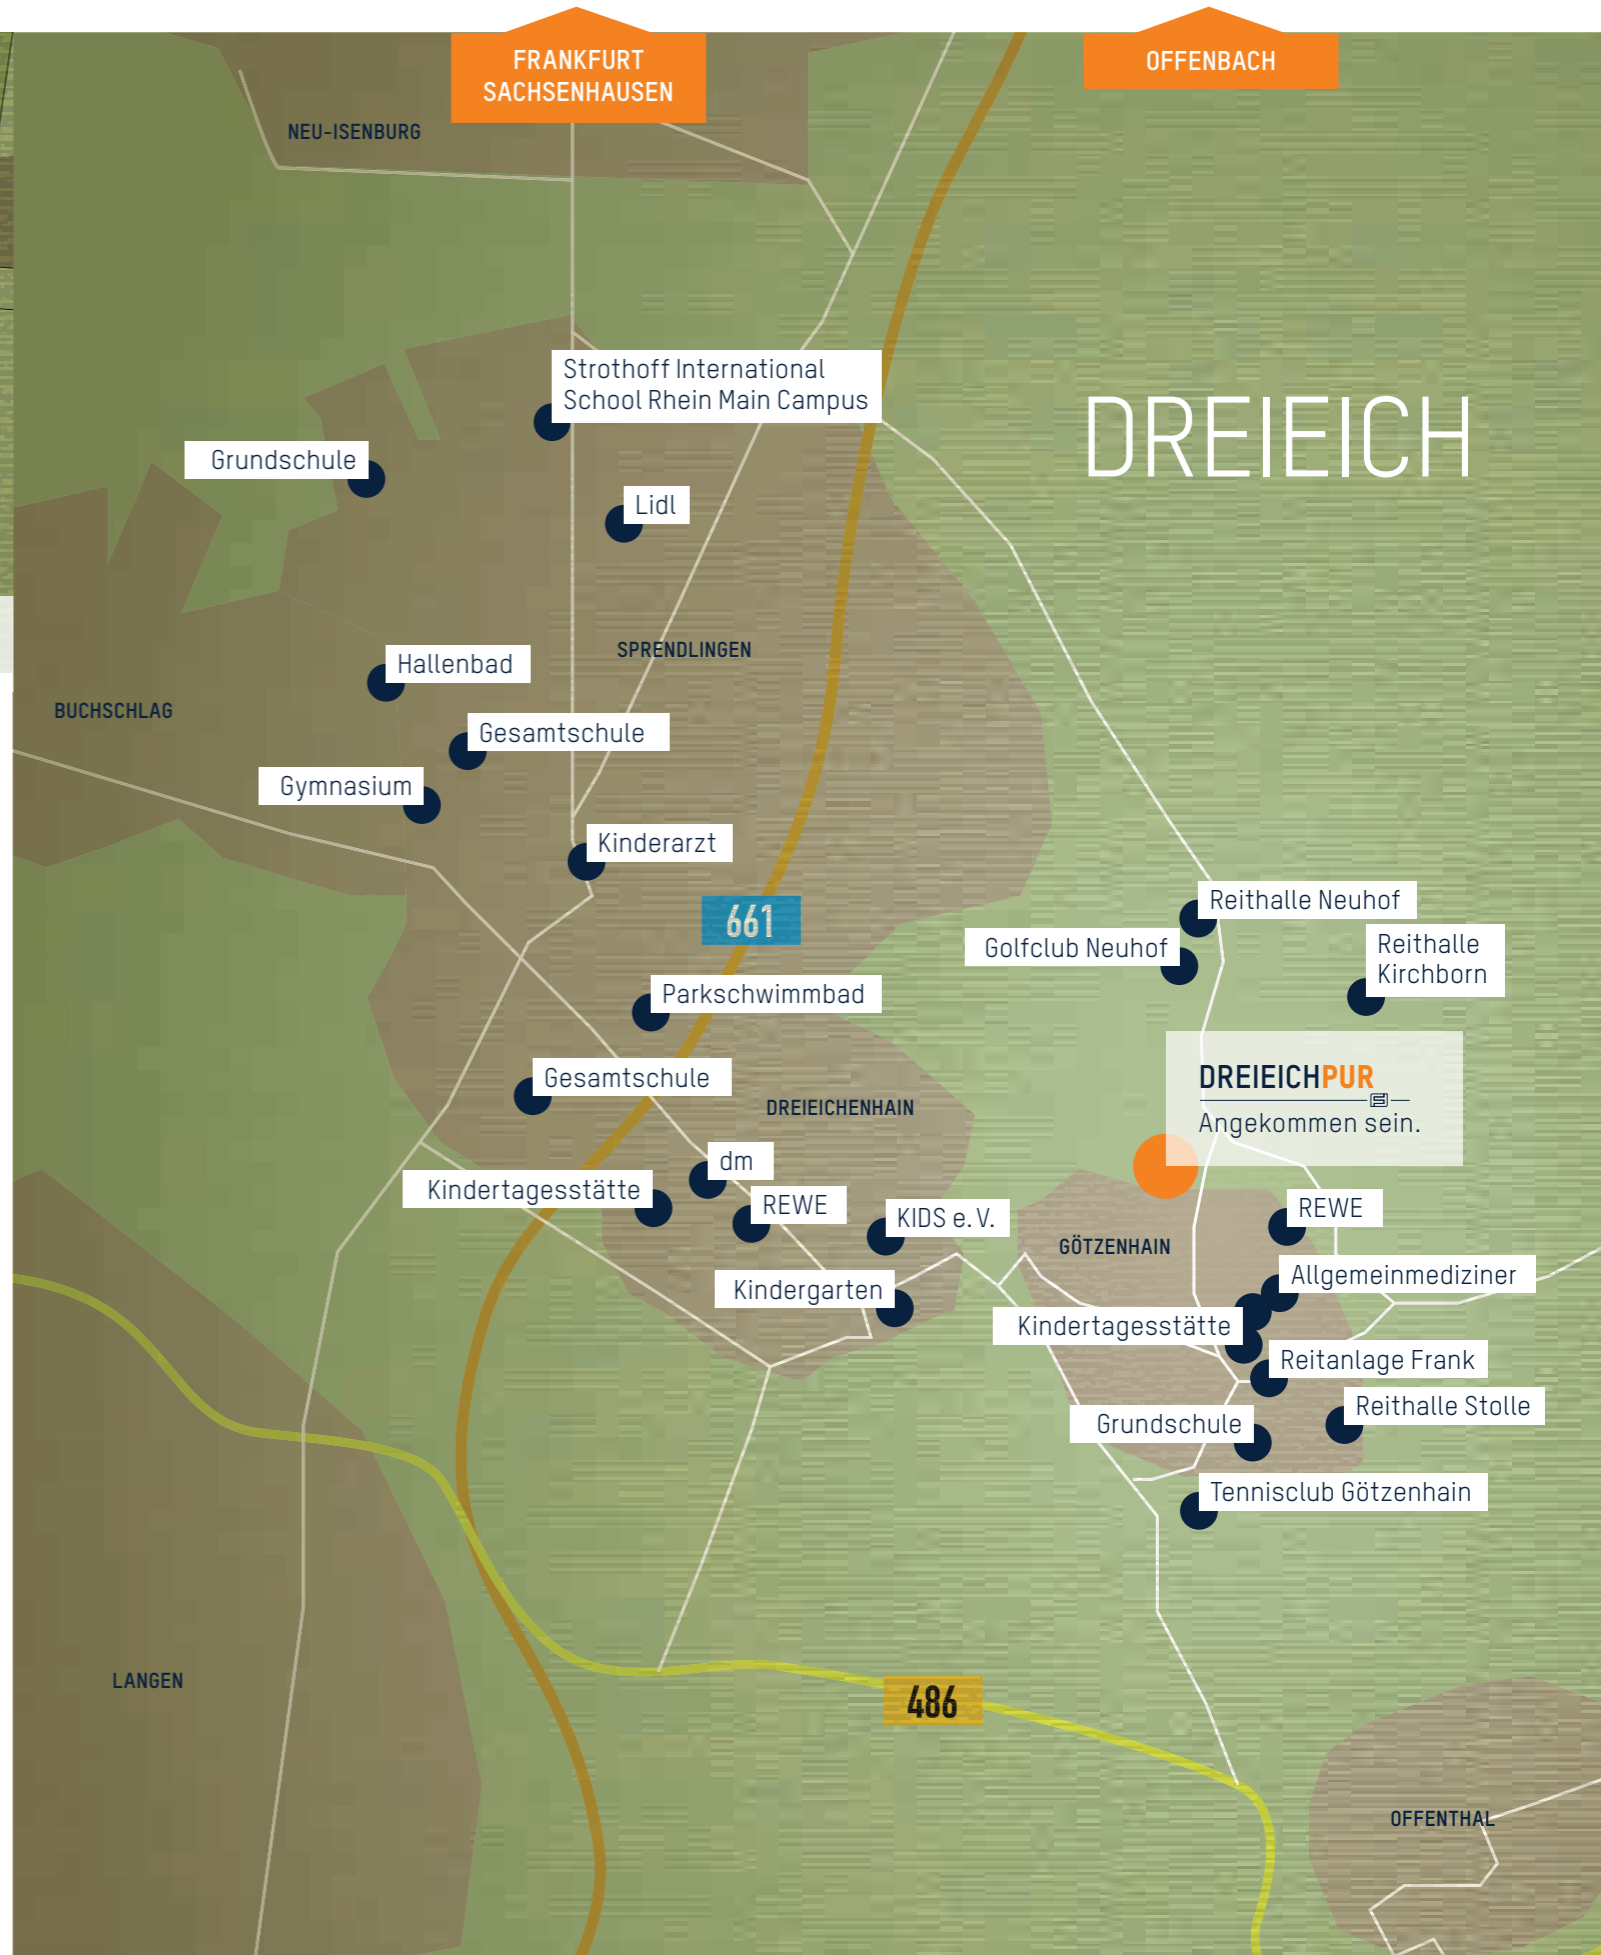 FRANKFURT
SACHSENHAUSEN
OFFENBACH
NEU-ISENBURG
Strothoff International
School Rhein Main Campus
DREIEICH
Grundschule
Lidl
SPRENDLINGEN
Hallenbad
BUCHSCHLAG
Gesamtschule
Gymnasium
Kinderarzt
661
Reithalle Neuhof
Golfclub Neuhof
Reithalle
Kirchborn
Parkschwimmbad
Gesamtschule
DREIEICHPUR
Angekommen sein.
DREIEICHENHAIN
dm
Kindertagesstätte
REWE
KIDS e.V.
REWE
GÖTZENHAIN
Kindergarten
Allgemeinmediziner
Kindertagesstätte
Reitanlage Frank
Reithalle Stolle
Grundschule
Tennisclub Götzenhain
LANGEN
486
OFFENTHAL